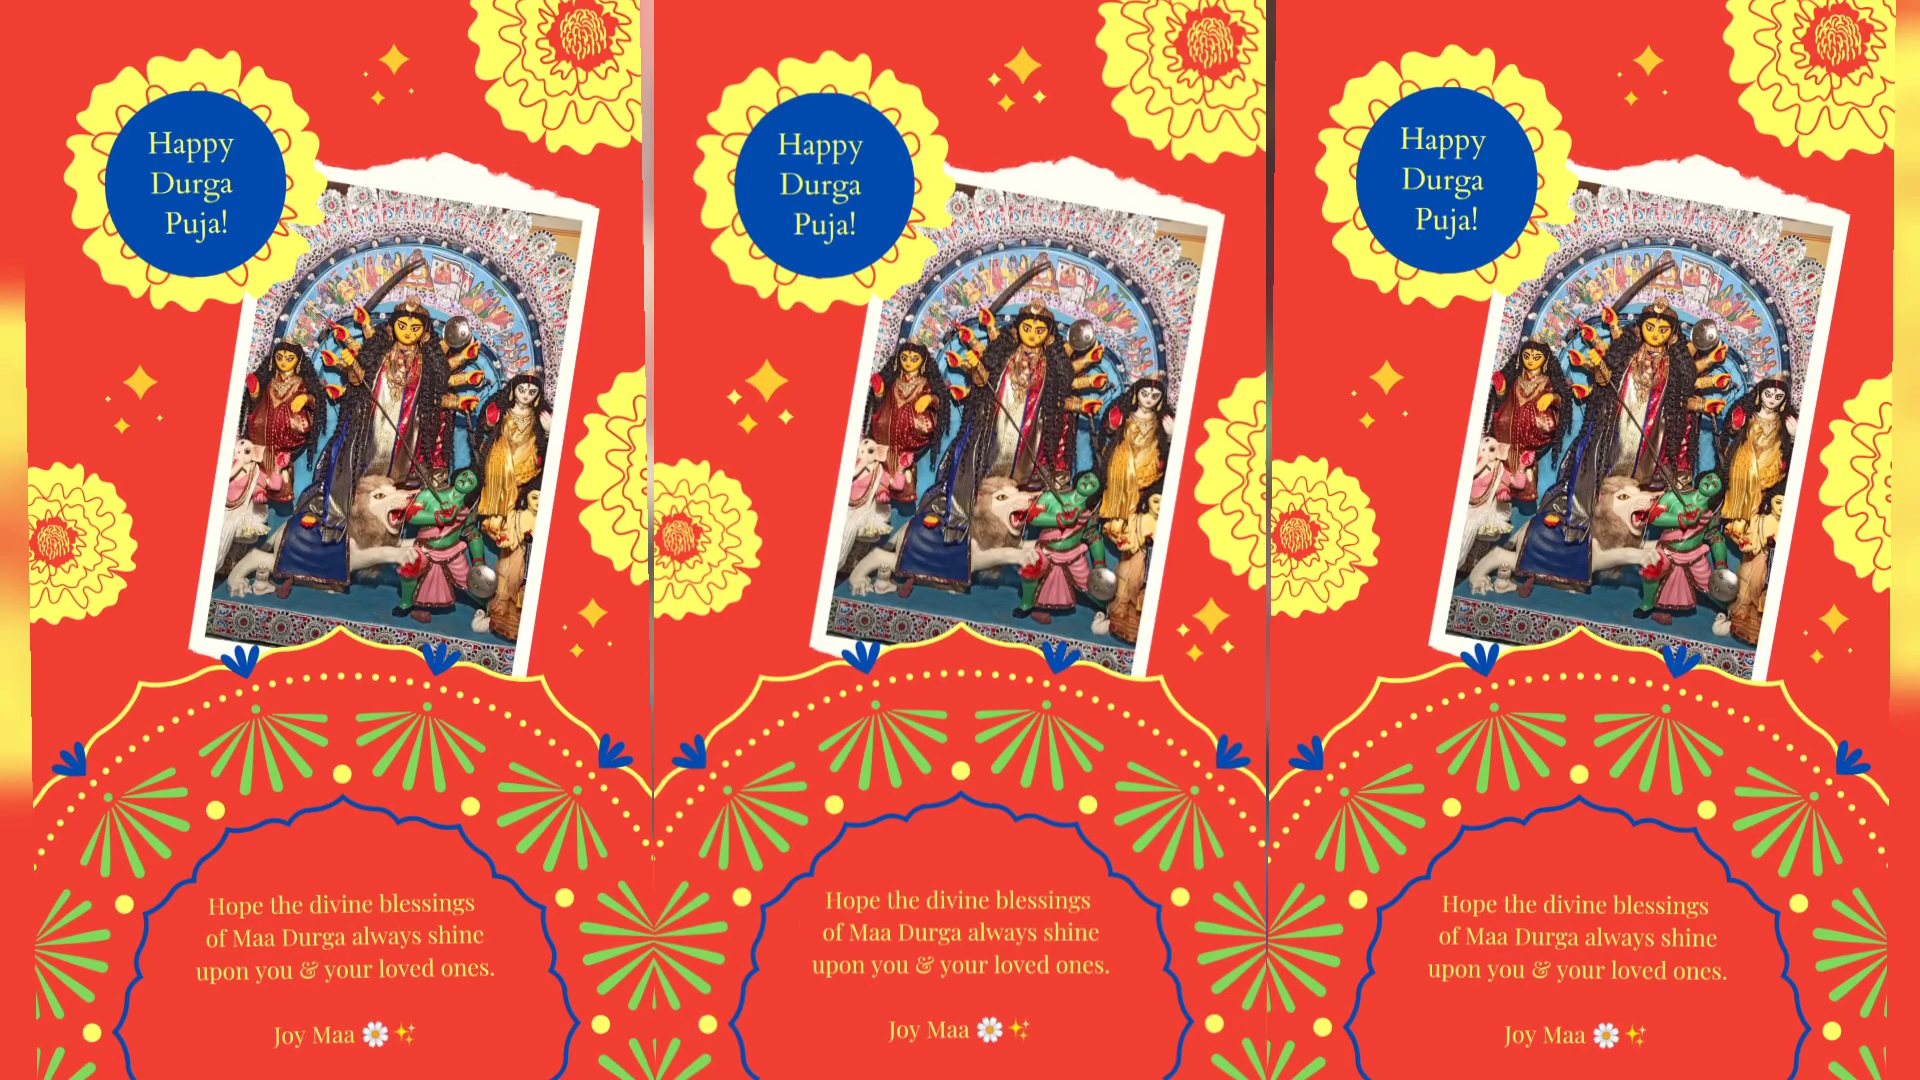 Happy
Durga
Puja!
Hope the divine blessings
of Maa Durga always shine
upon you & your loved ones.
Joy Maa 🌼✨
Happy
Durga
Puja!
Hope the divine blessings
of Maa Durga always shine
upon you & your loved ones.
Joy Maa 🌼✨
Happy
Durga
Puja!
Hope the divine blessings
of Maa Durga always shine
upon you & your loved ones.
Joy Maa 🌼✨